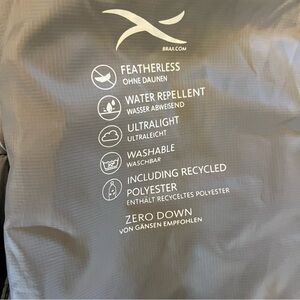 BRAX.COM
FEATHERLESS
OHNE DAUNEN
WATER REPELLENT
WASSER ABWEISEND
ULTRALIGHT
ULTRALEICHT
WASHABLE
WASCHBAR
INCLUDING RECYCLED
POLYESTER
ENTHÄLT RECYCELTES POLYESTER
ZERO DOWN
VON GÄNSEN EMPFOHLEN